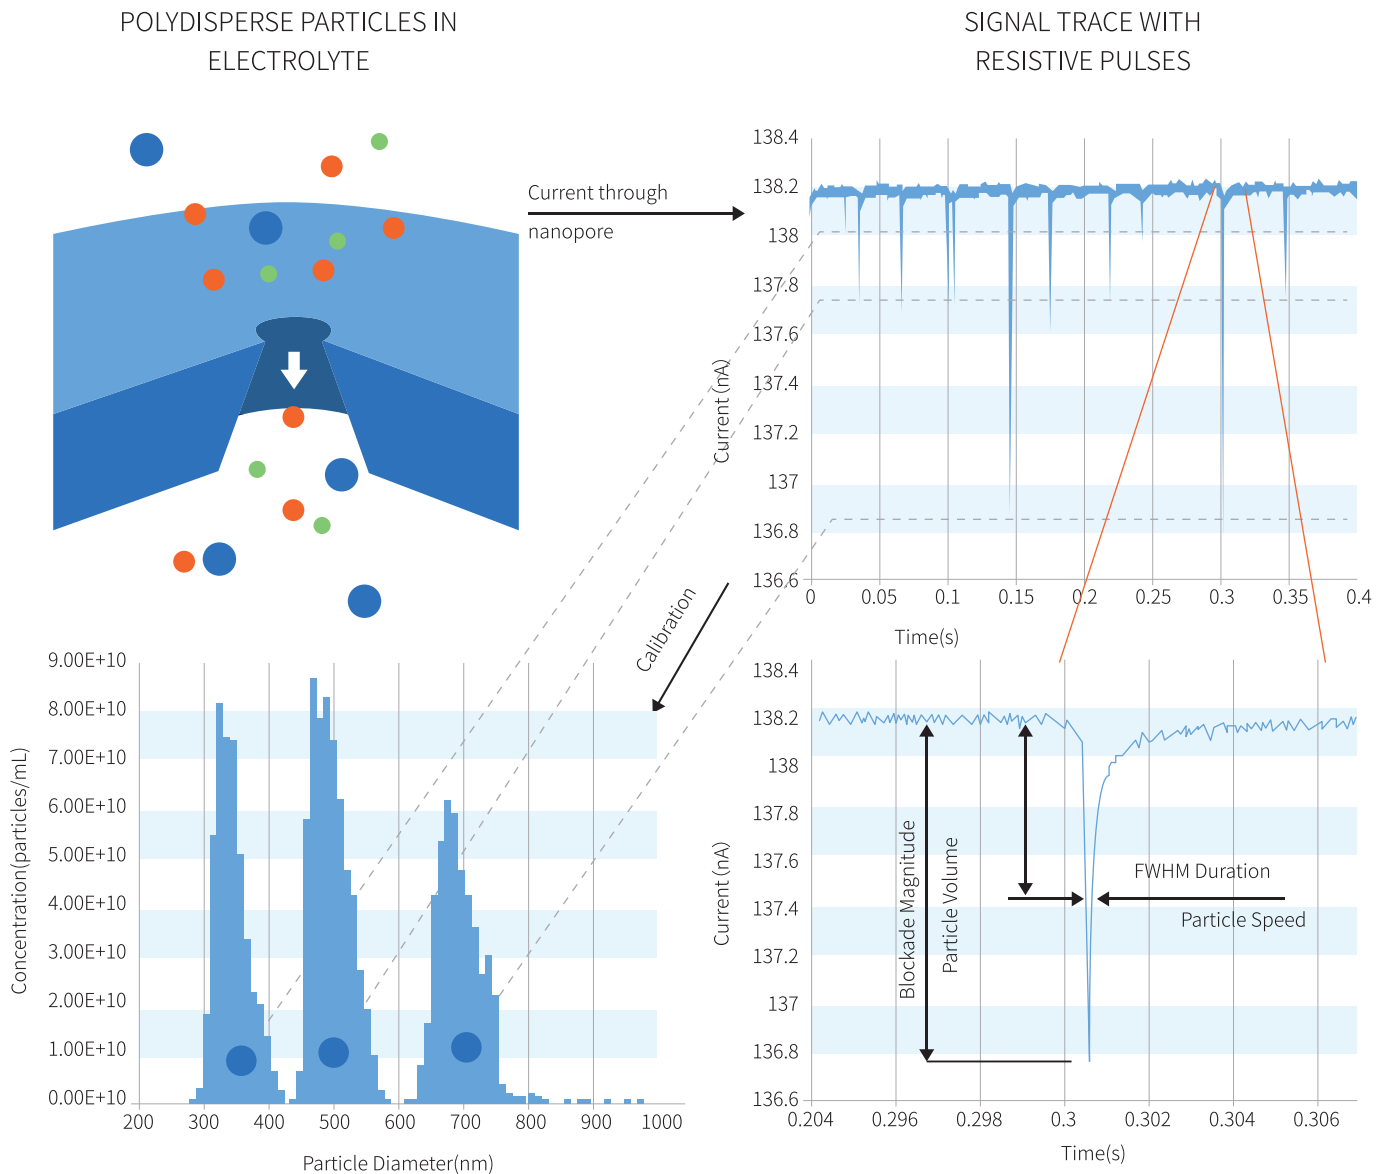 POLYDISPERSE PARTICLES IN
ELECTROLYTE
SIGNAL TRACE WITH
RESISTIVE PULSES
Current through
nanopore
138.4
138.2
138
137.8
137.6
137.4
137.2
137
136.8
136.6
Current (nA)
0 0.05 0.10 0.15 0.2 0.25 0.3 0.35 0.4
Time(s)
Calibration
9.00E+10
8.00E+10
7.00E+10
6.00E+10
5.00E+10
4.00E+10
3.00E+10
2.00E+10
1.00E+10
0.00E+10
Concentration(particles/mL)
200 300 400 500 600 700 800 900 1000
Particle Diameter(nm)
138.4
138.2
138
137.8
137.6
137.4
137.2
137
136.8
136.6
Current (nA)
Blockade Magnitude
Particle Volume
FWHM Duration
Particle Speed
0.204 0.296 0.298 0.3 0.302 0.304 0.306
Time(s)